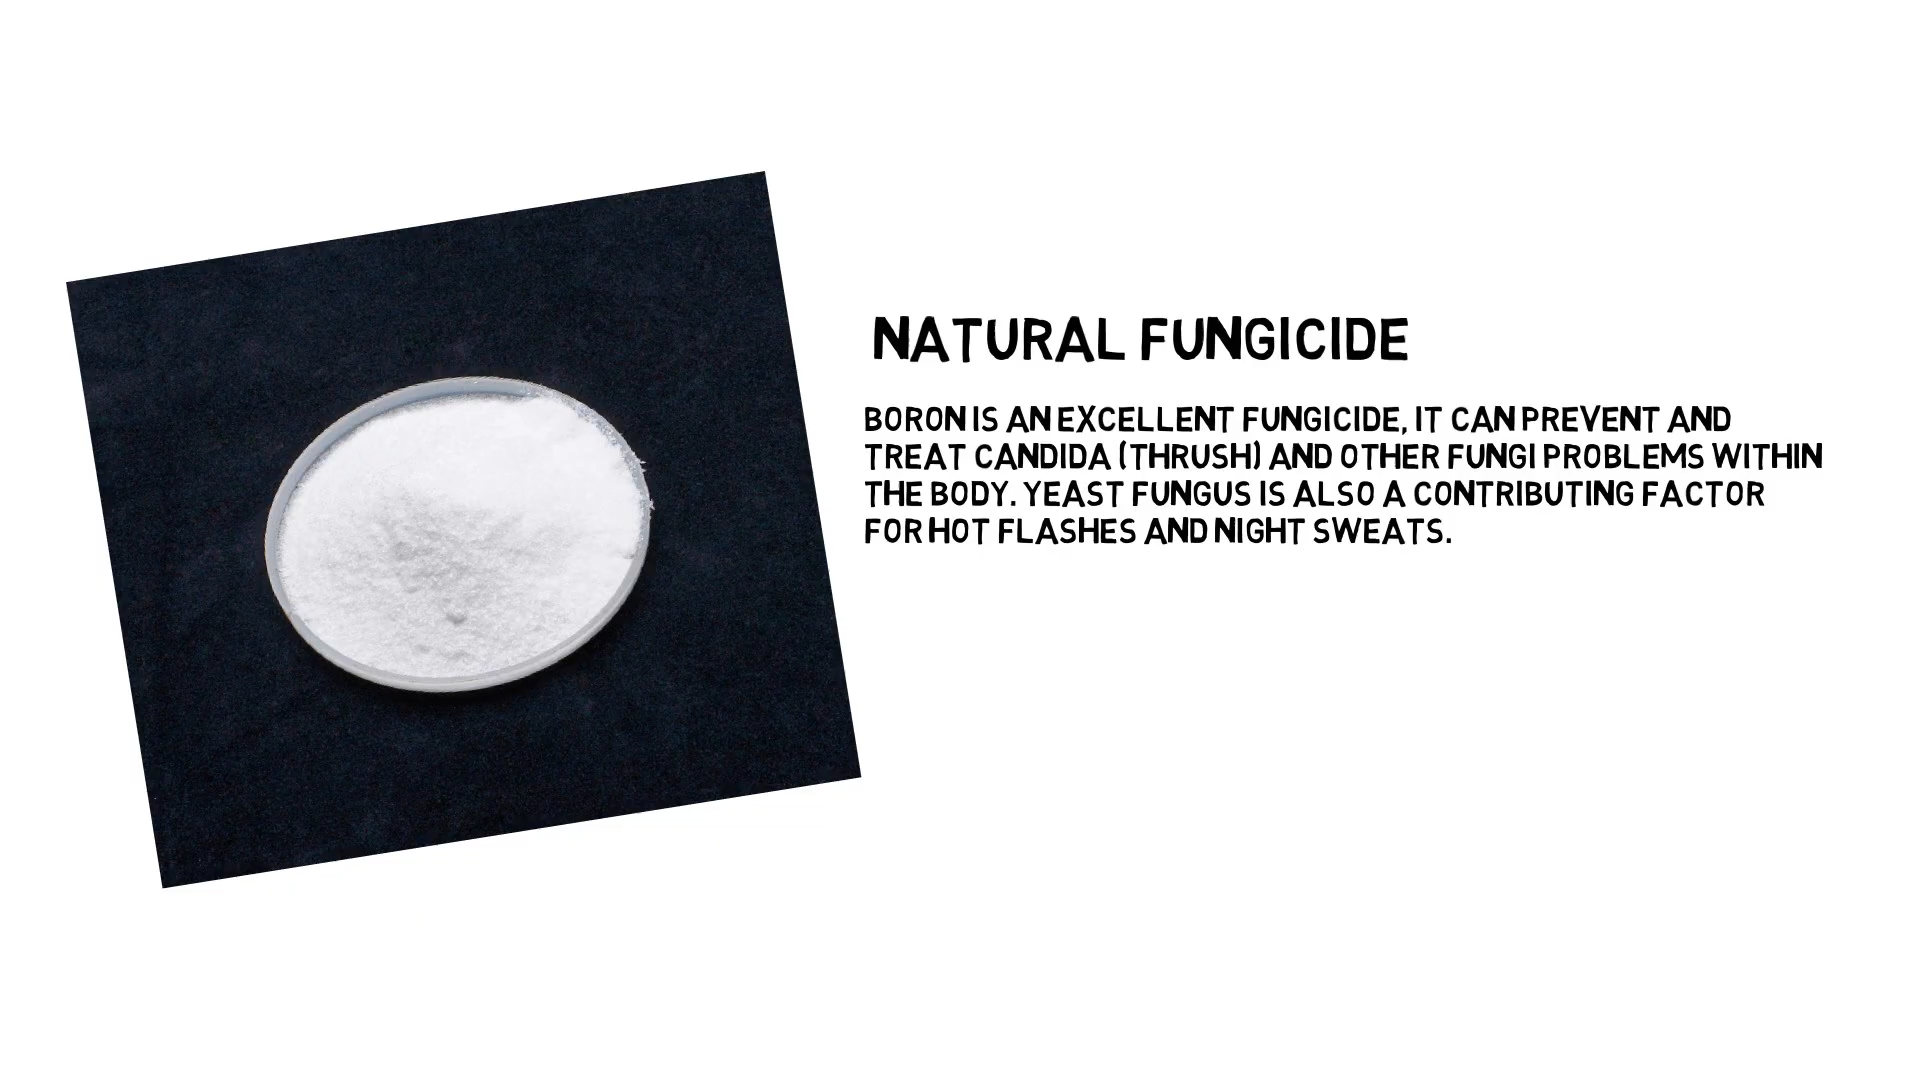 NATURAL FUNGICIDE
BORON IS AN EXCELLENT FUNGICIDE, IT CAN PREVENT AND
TREAT CANDIDA (THRUSH) AND OTHER FUNGI PROBLEMS WITHIN
THE BODY. YEAST FUNGUS IS ALSO A CONTRIBUTING FACTOR
FOR HOT FLASHES AND NIGHT SWEATS.